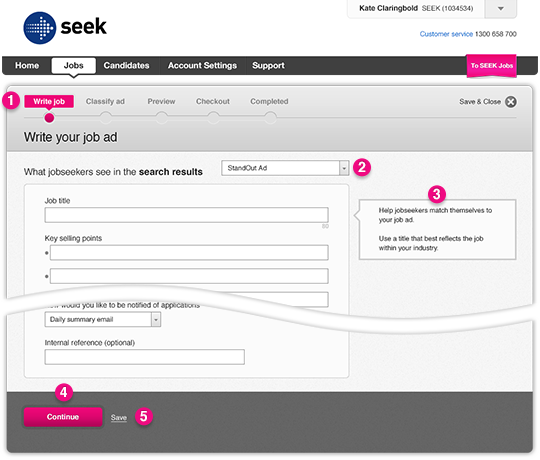 Kate Claringbold SEEK (1034534)
seek
Customer service 1300 658 700
Home Jobs Candidates Account Settings Support
To SEEK Jobs
1 Write job Classify ad Preview Checkout Completed
Save & Close
Write your job ad
What jobseekers see in the search results
StandOut Ad
2
3
Help jobseekers match themselves to
your job ad.
Use a title that best reflects the job
within your industry.
Job title
80
Key selling points
would you like to be notified of applications
Daily summary email
Internal reference (optional)
4
Continue
Save
5